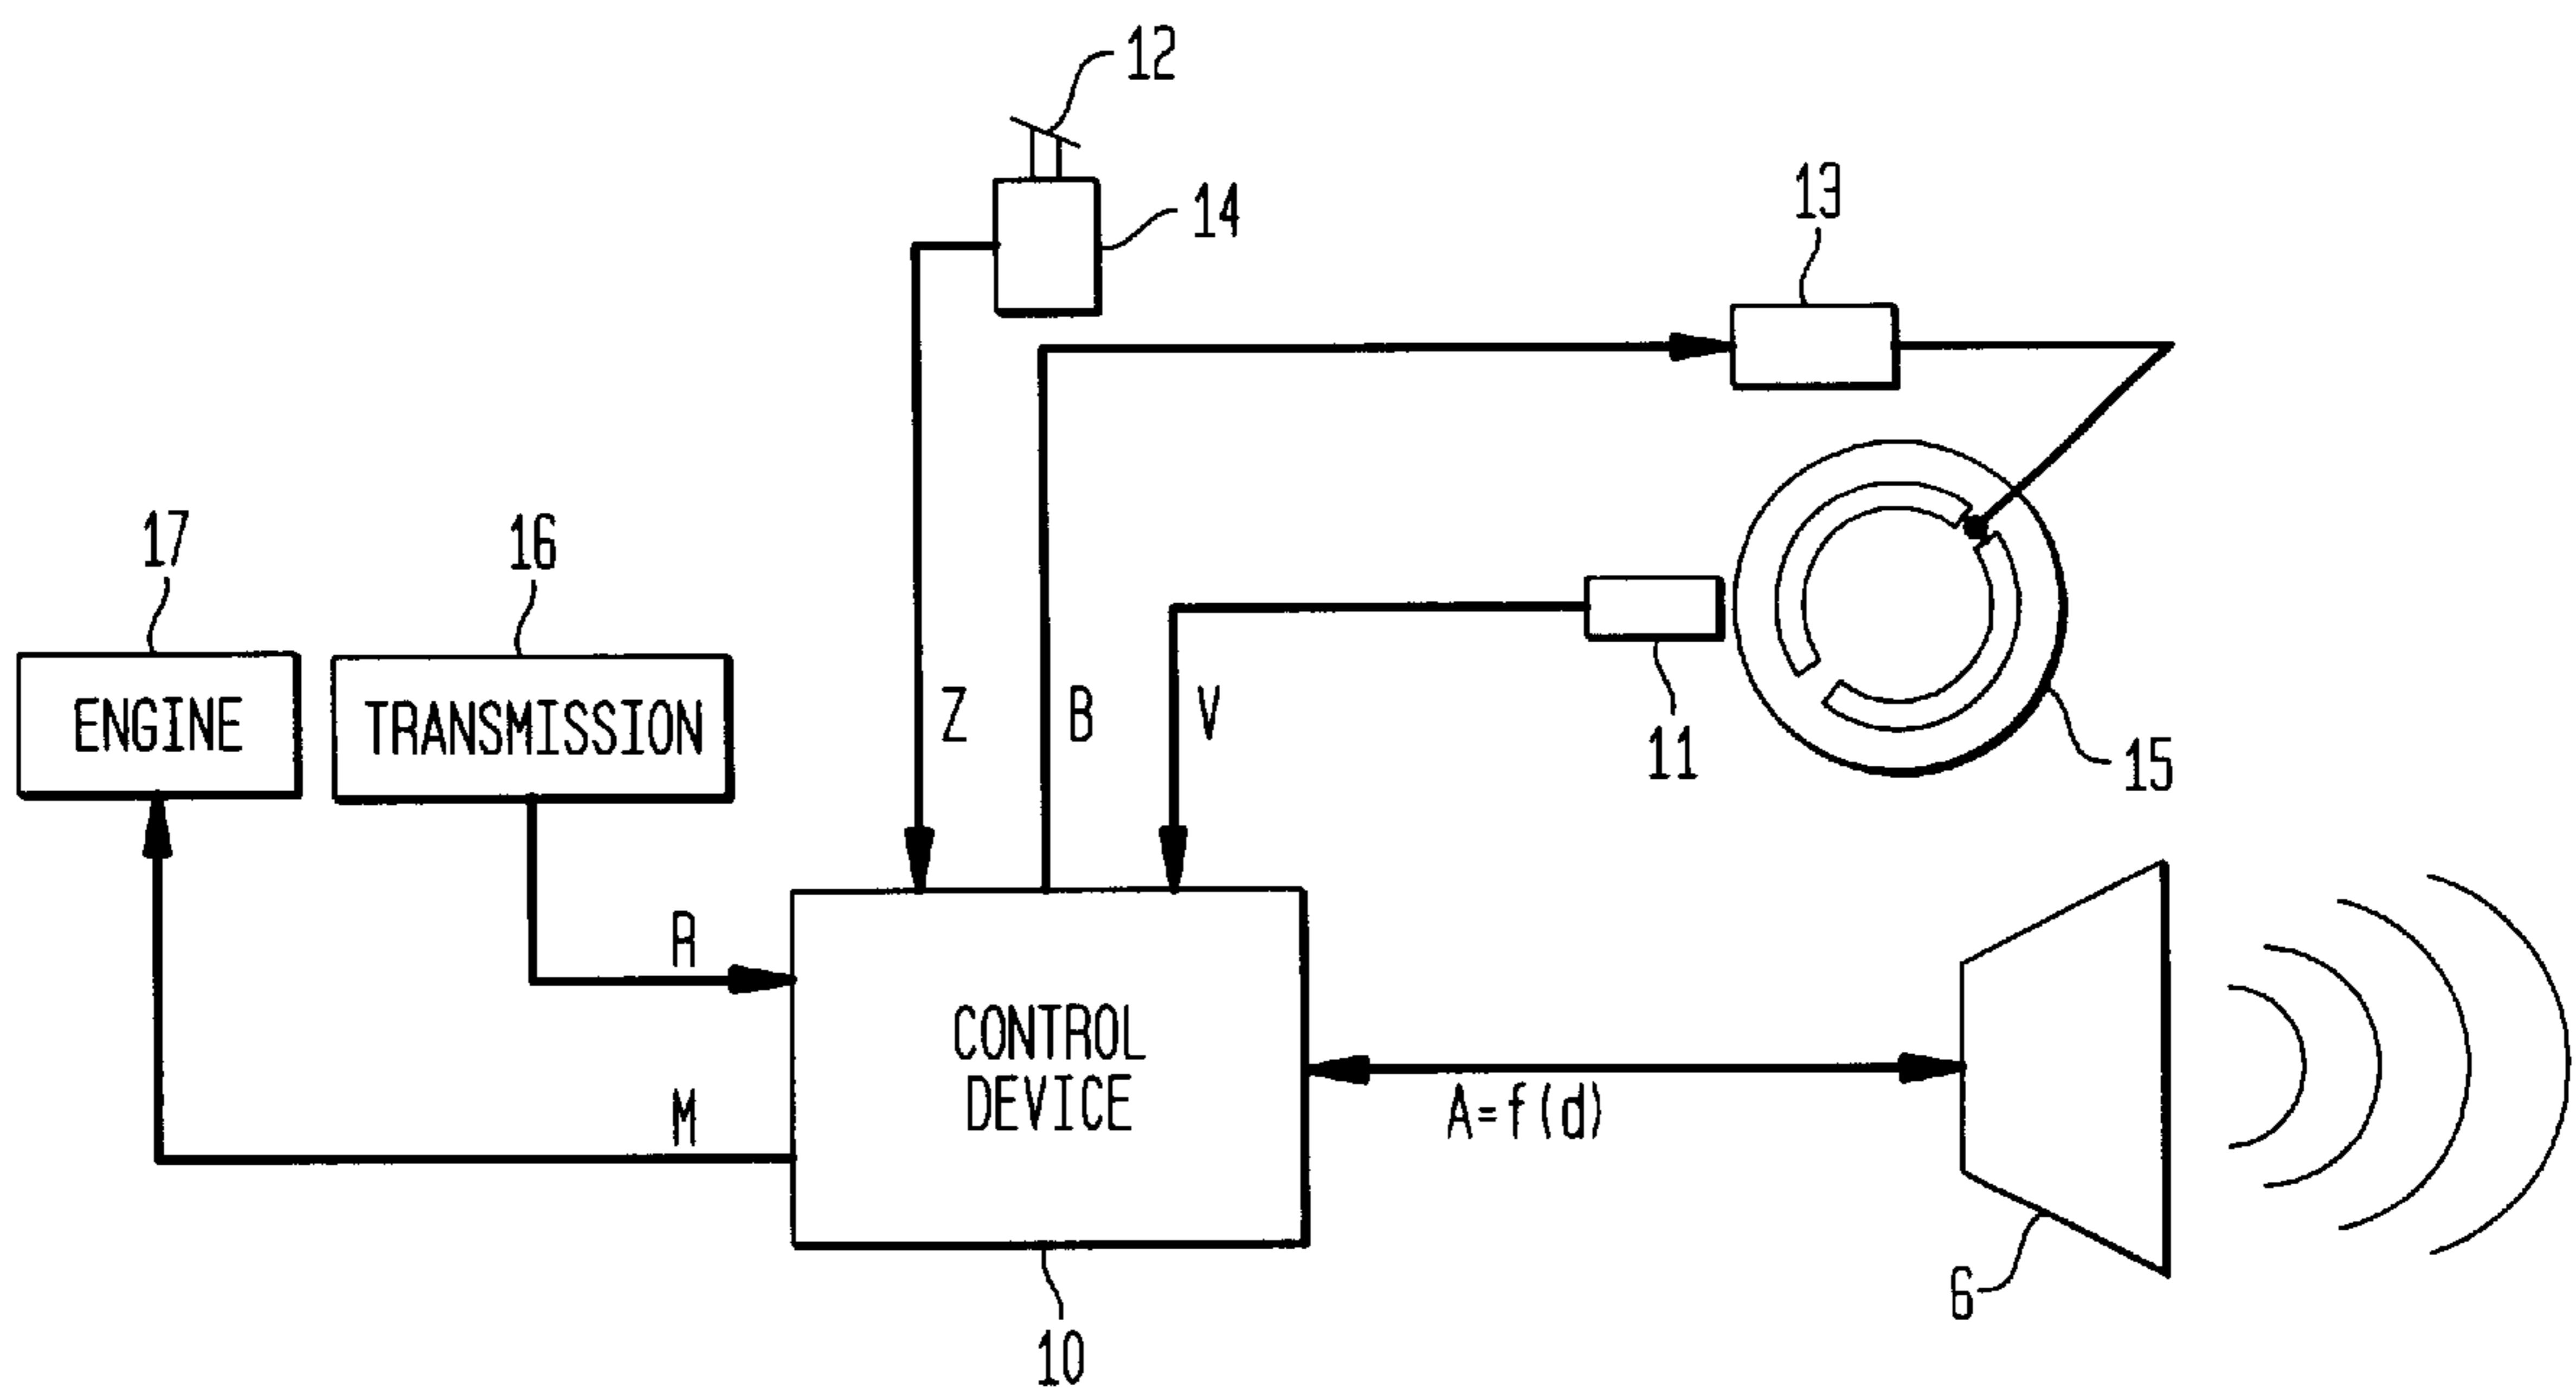 12
14
13
17
16
ENGINE
TRANSMISSION
Z
B
V
11
15
R
M
CONTROL
DEVICE
A=f(d)
6
10